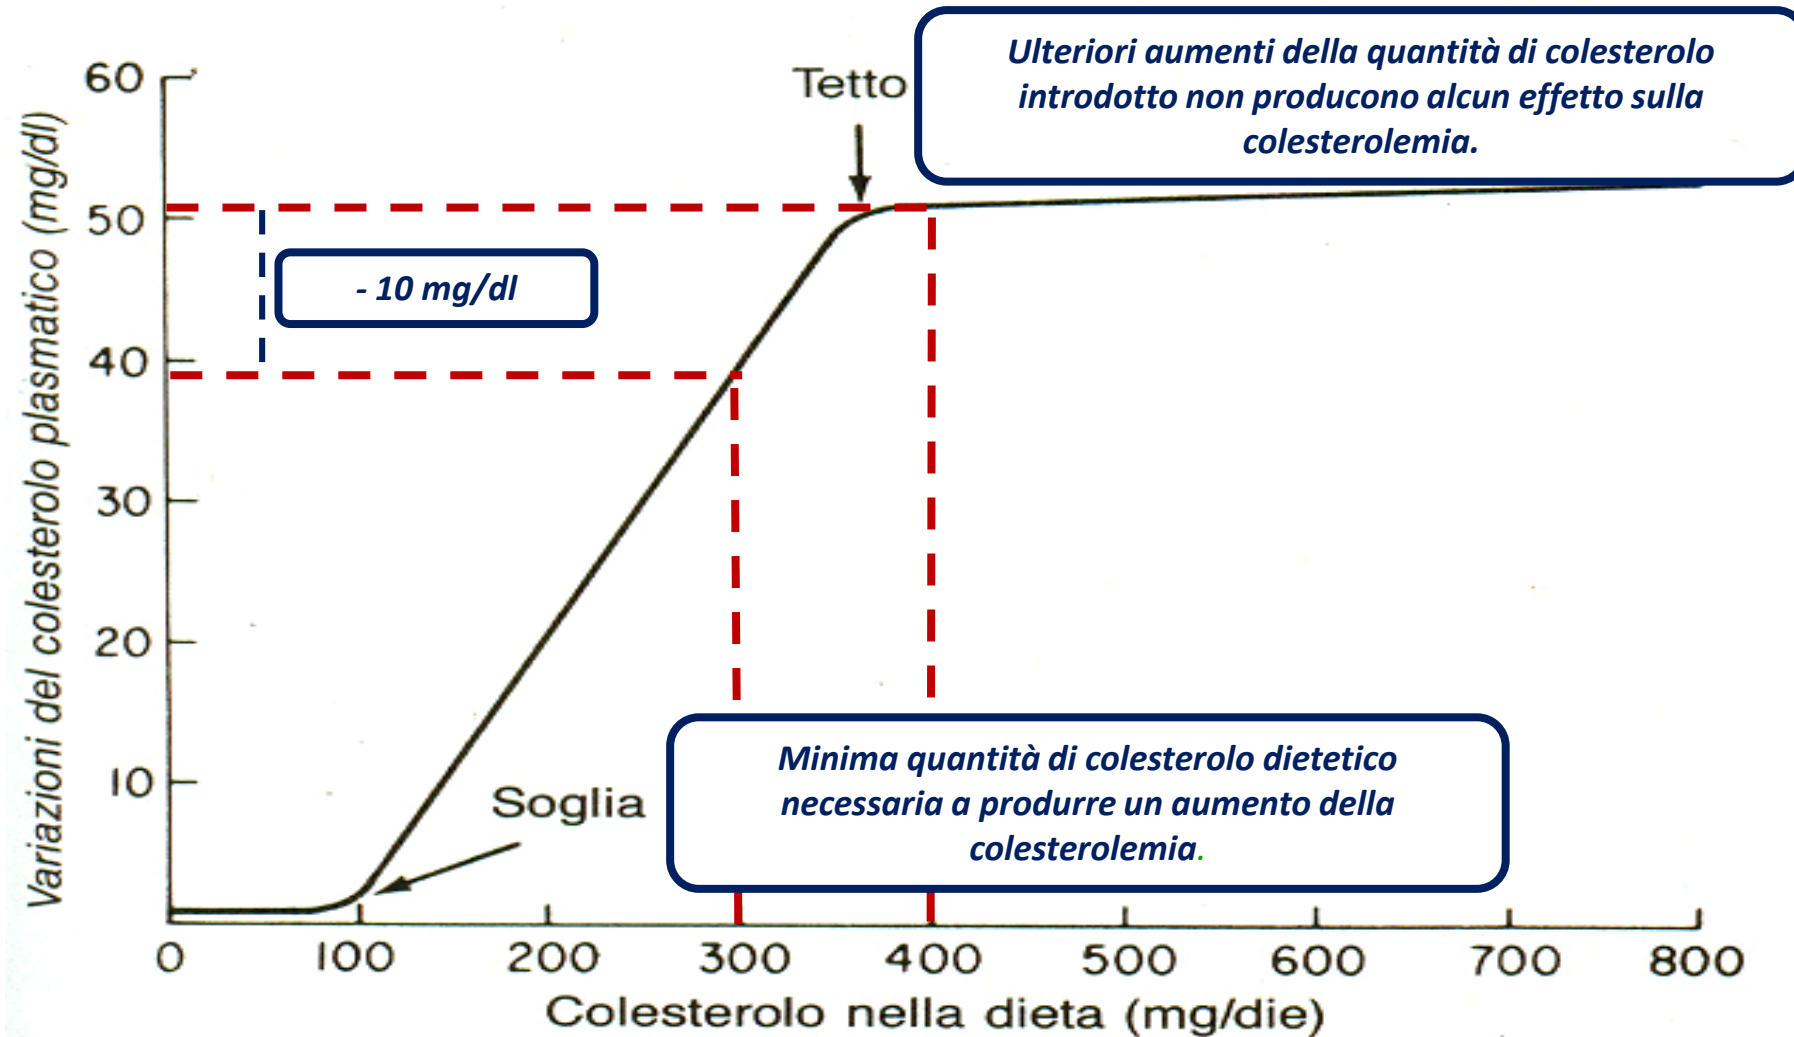 Ulteriori aumenti della quantità di colesterolo
introdotto non producono alcun effetto sulla
colesterolemia.
Tetto
Variazioni del colesterolo plasmatico (mg/dl)
60
50
40
30
20
10
- 10 mg/dl
Soglia
Minima quantità di colesterolo dietetico
necessaria a produrre un aumento della
colesterolemia.
0 100 200 300 400 500 600 700 800
Colesterolo nella dieta (mg/die)